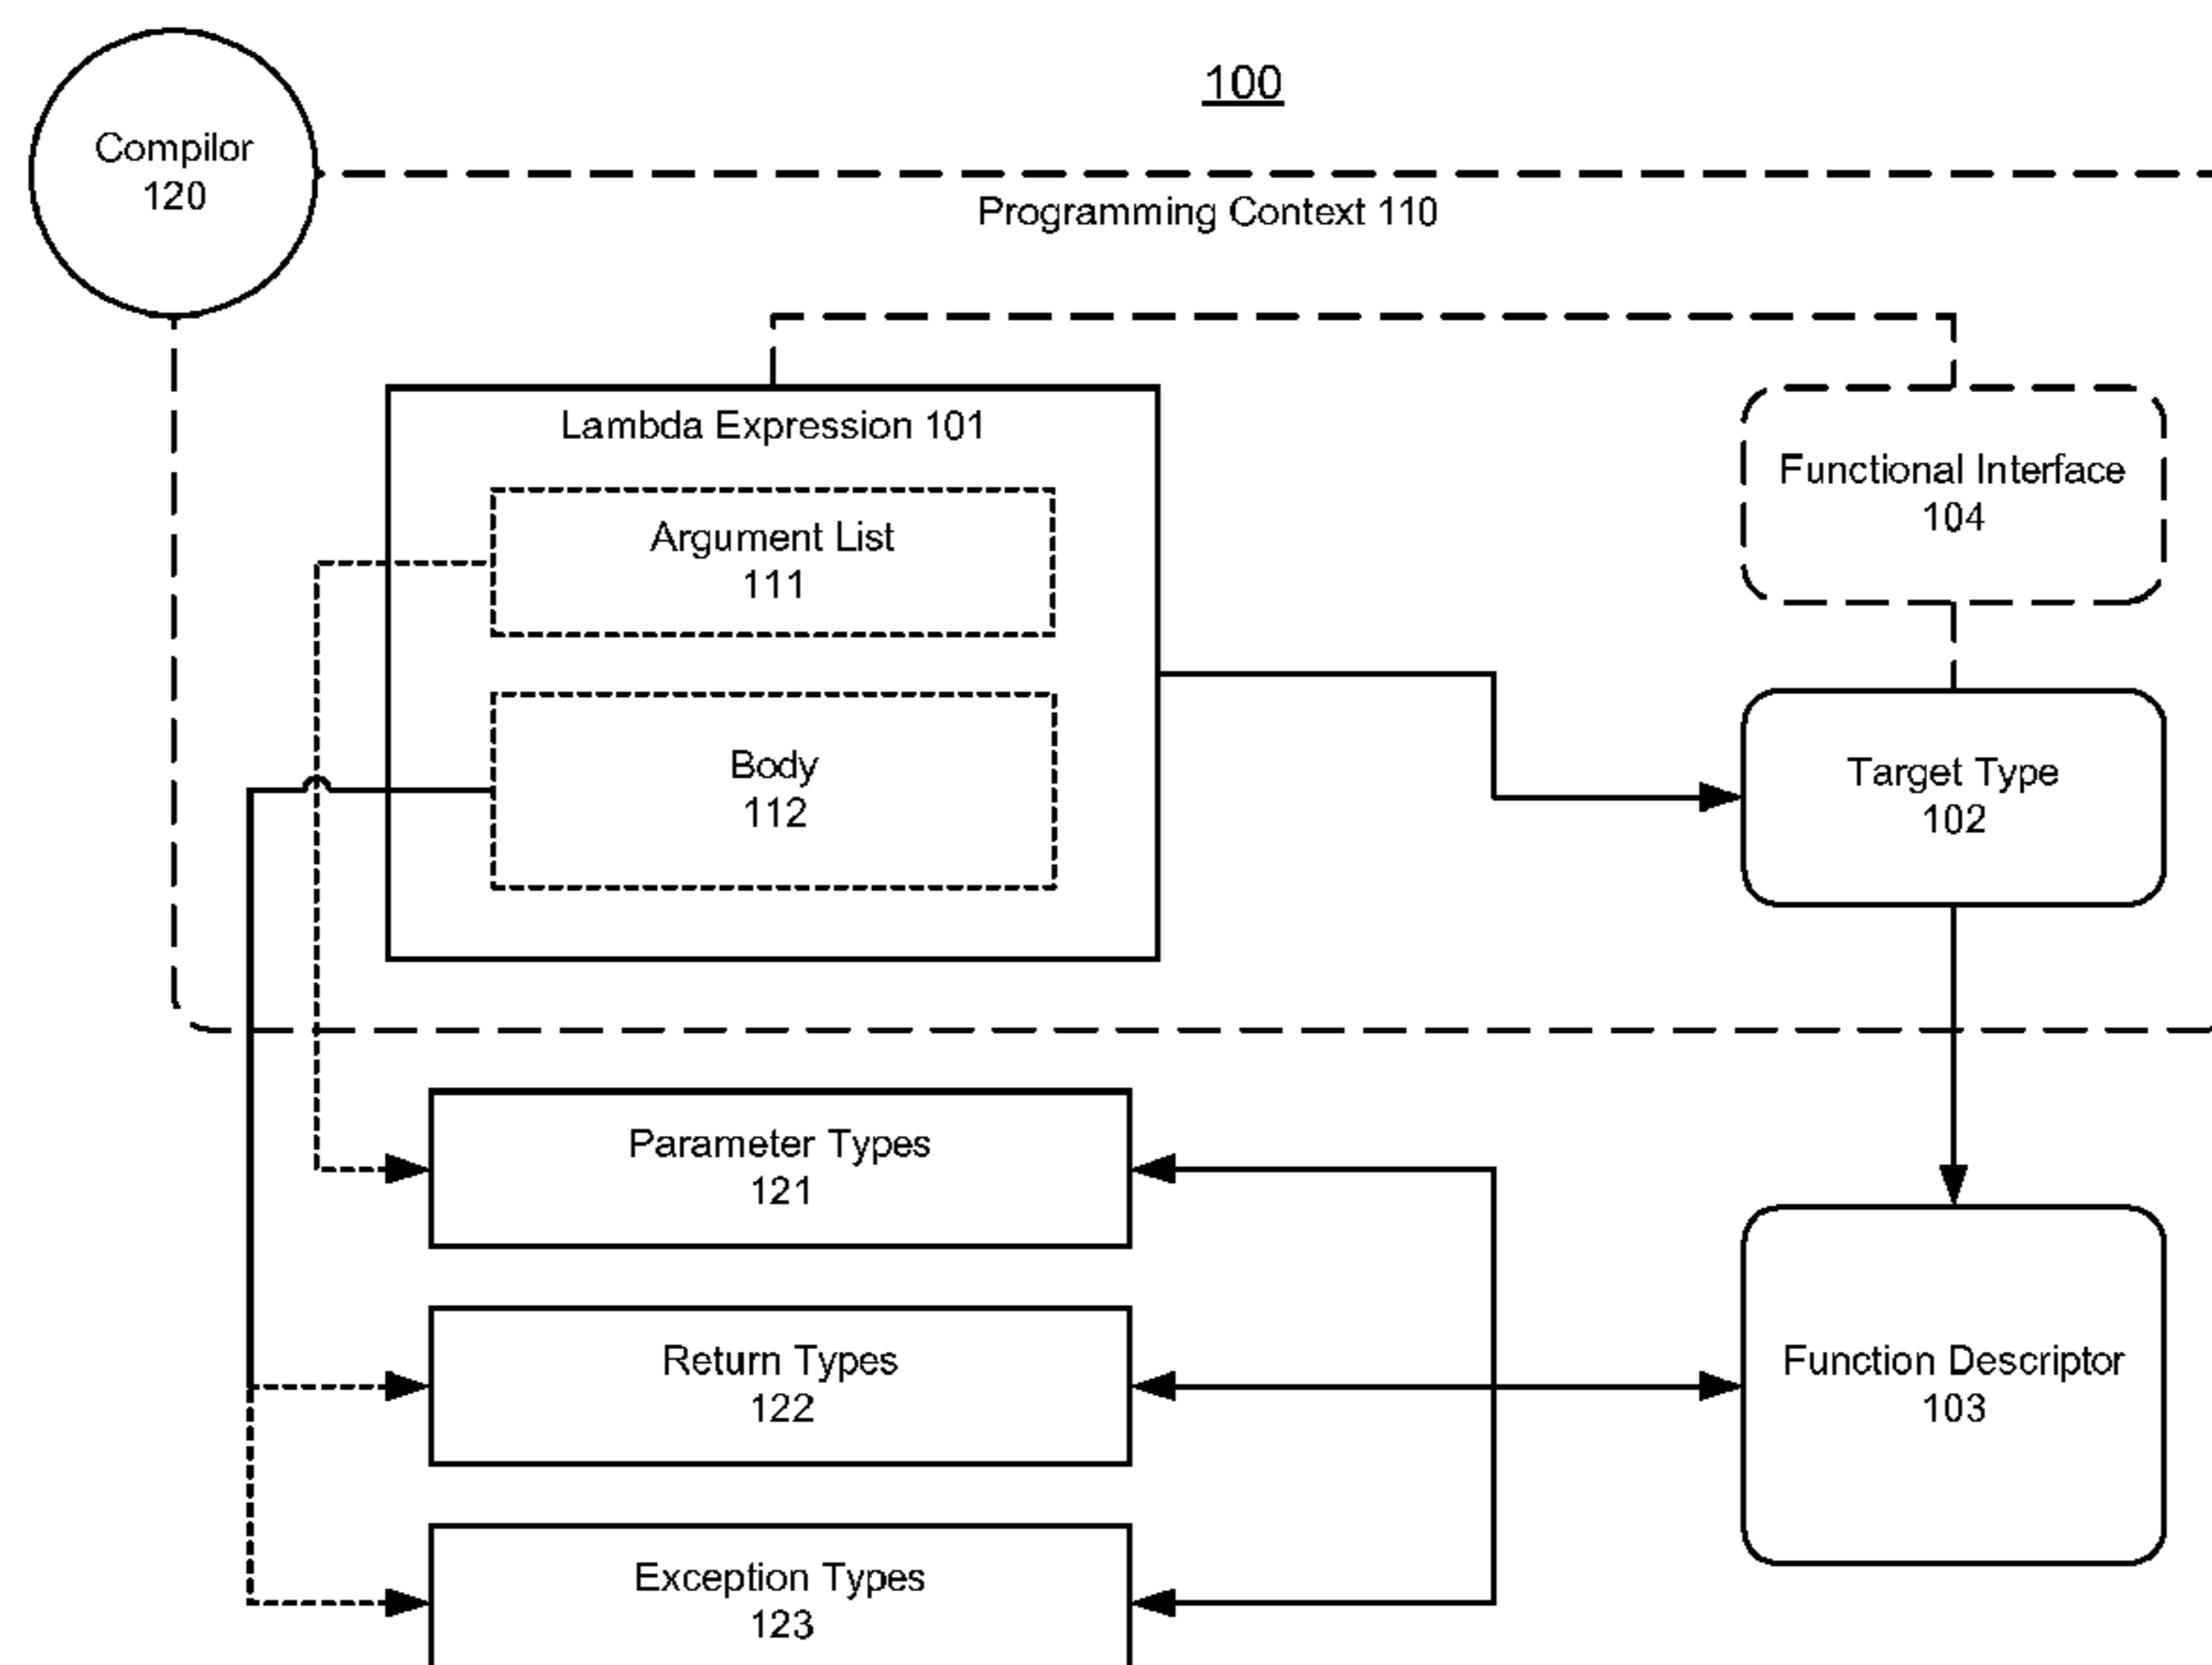 100
Compilor
120
Programming Context 110
Lambda Expression 101
Argument List
111
Functional Interface
104
Body
112
Target Type
102
Parameter Types
121
Return Types
122
Function Descriptor
103
Exception Types
123